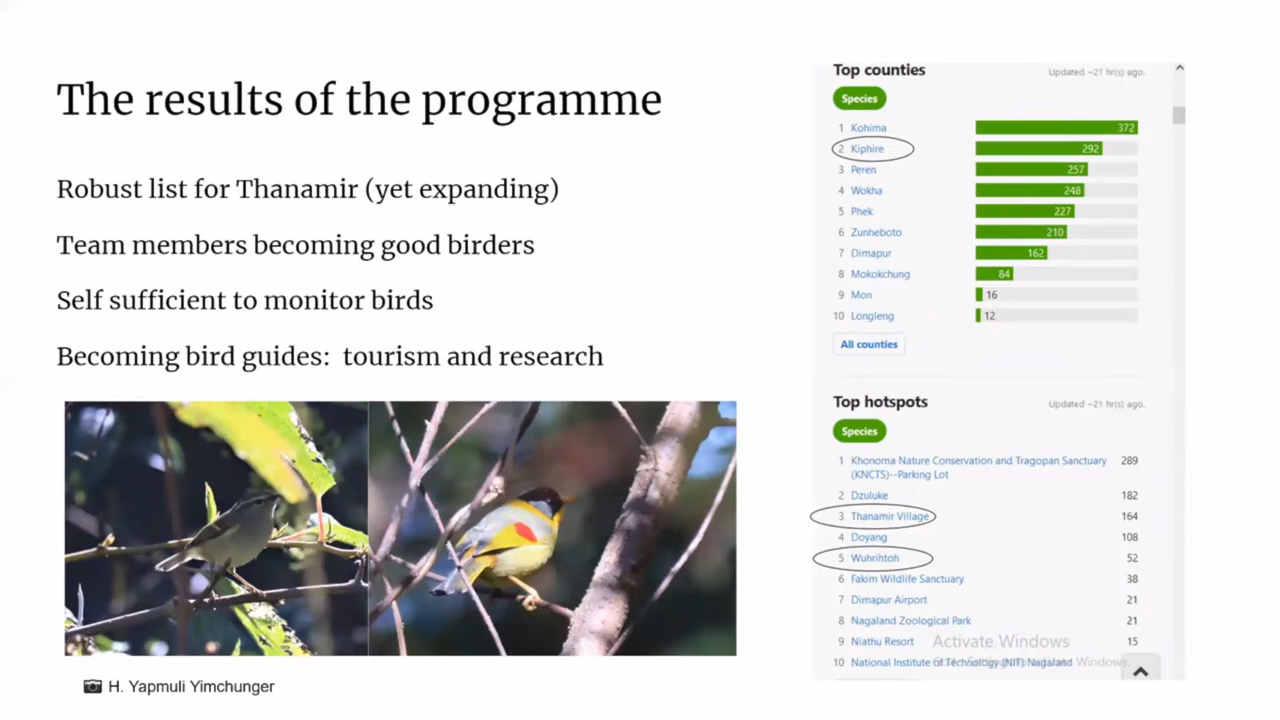 The results of the programme
Robust list for Thanamir (yet expanding)
Team members becoming good birders
Self sufficient to monitor birds
Becoming bird guides: tourism and research
H. Yapmuli Yimchunger
Top counties
Updated ~21 hr(s) ago.
Species
1 Kohima 372
2 Kiphire 292
3 Peren 257
4 Wokha 248
5 Phek 227
6 Zunheboto 210
7 Dimapur 162
8 Mokokchung 84
9 Mon 16
10 Longleng 12
All counties
Top hotspots
Updated ~21 hr(s) ago.
Species
1 Khonoma Nature Conservation and Tragopan Sanctuary 289
(KNCTS)--Parking Lot
2 Dzuluke 182
3 Thanamir Village 164
4 Doyang 108
5 Wuhrihtoh 52
6 Fakim Wildlife Sanctuary 38
7 Dimapur Airport 21
8 Nagaland Zoological Park 21
9 Niathu Resort 15
Activate Windows
10 National Institute of Technology (NIT) Nagaland
Windows.